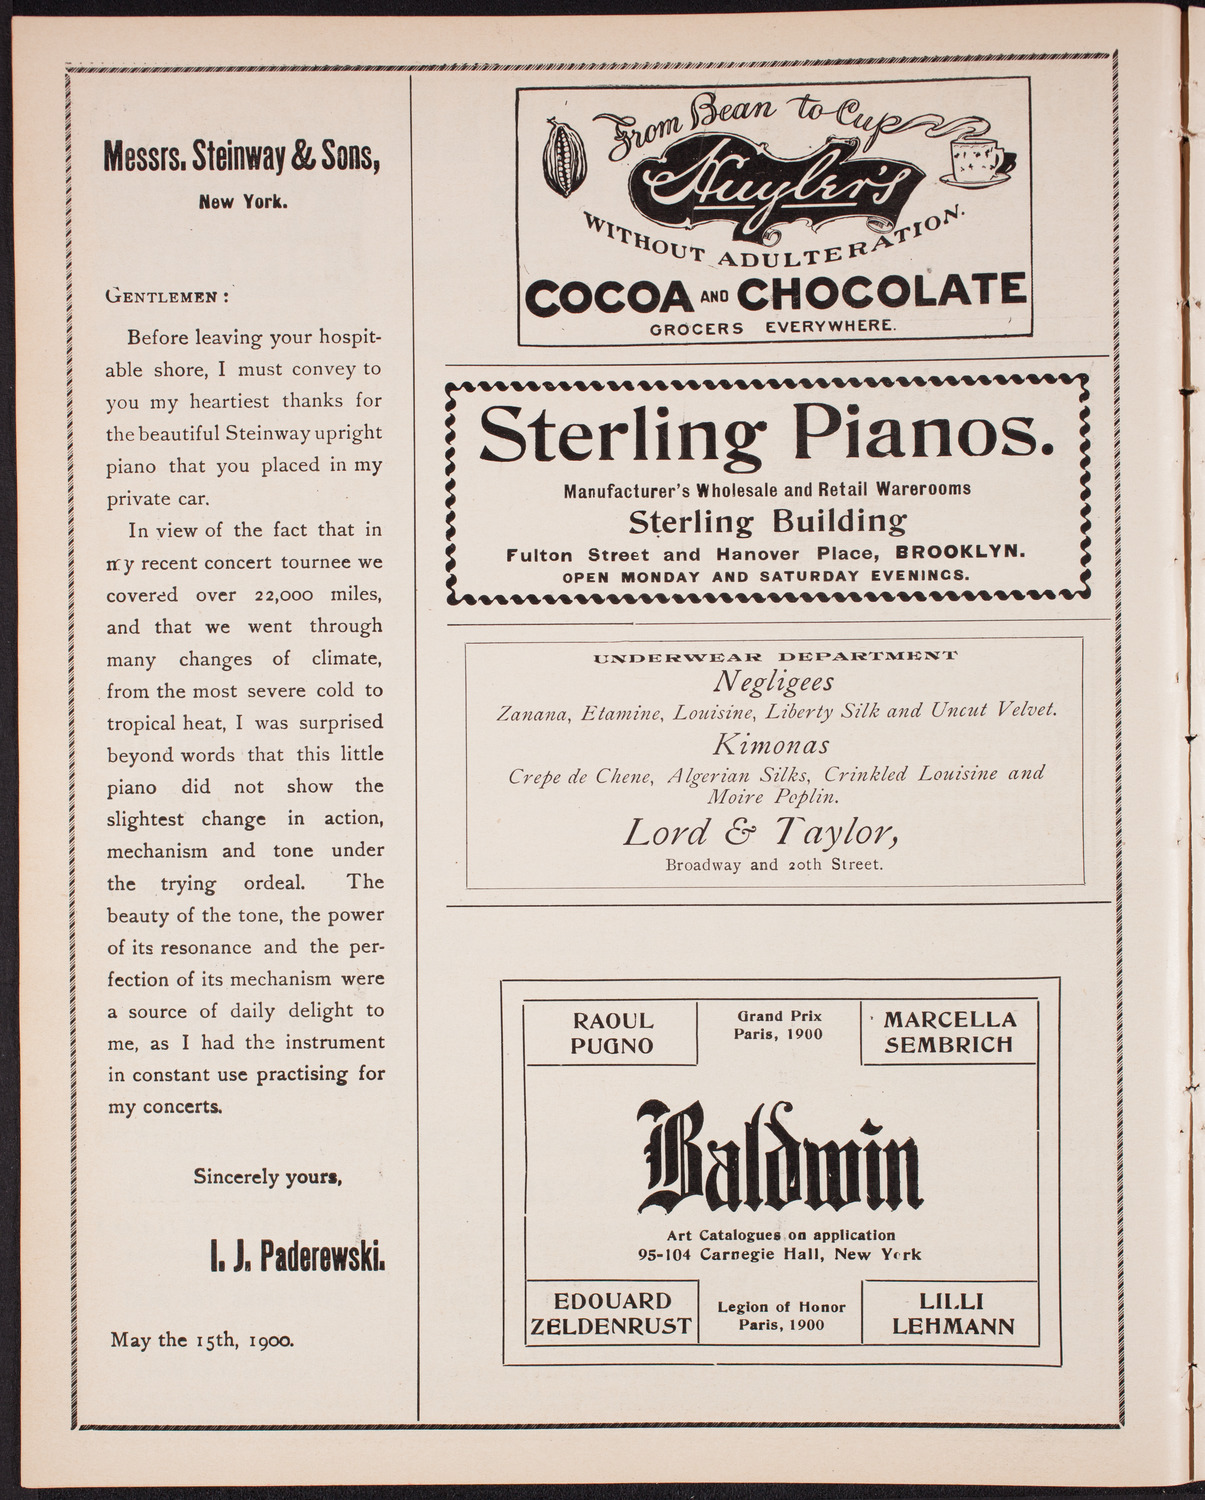 Messrs. Steinway & Sons,
New York.
GENTLEMEN :
Before leaving your hospit-
able shore, I must convey to
you my heartiest thanks for
the beautiful Steinway upright
piano that you placed in my
private car.
In view of the fact that in
my recent concert tournee we
covered over 22,000 miles,
and that we went through
many changes of climate,
from the most severe cold to
tropical heat, I was surprised
beyond words that this little
piano did not show the
slightest change in action,
mechanism and tone under
the trying ordeal. The
beauty of the tone, the power
of its resonance and the per-
fection of its mechanism were
a source of daily delight to
me, as I had the instrument
in constant use practising for
my concerts.
Sincerely yours,
I. J. Paderewski.
May the 15th, 1900.
From Bean to Cup
Huyler's
WITHOUT ADULTERATION.
COCOA AND CHOCOLATE
GROCERS EVERYWHERE.
Sterling Pianos.
Manufacturer's Wholesale and Retail Warerooms
Sterling Building
Fulton Street and Hanover Place, BROOKLYN.
OPEN MONDAY AND SATURDAY EVENINGS.
UNDERWEAR DEPARTMENT
Negligees
Zanana, Etamine, Louisine, Liberty Silk and Uncut Velvet.
Kimonas
Crepe de Chene, Algerian Silks, Crinkled Louisine and
Moire Poplin.
Lord & Taylor,
Broadway and 20th Street.
RAOUL
PUGNO
Grand Prix
Paris, 1900
MARCELLA
SEMBRICH
Baldwin
Art Catalogues on application
95-104 Carnegie Hall, New York
EDOUARD
ZELDENRUST
Legion of Honor
Paris, 1900
LILLI
LEHMANN